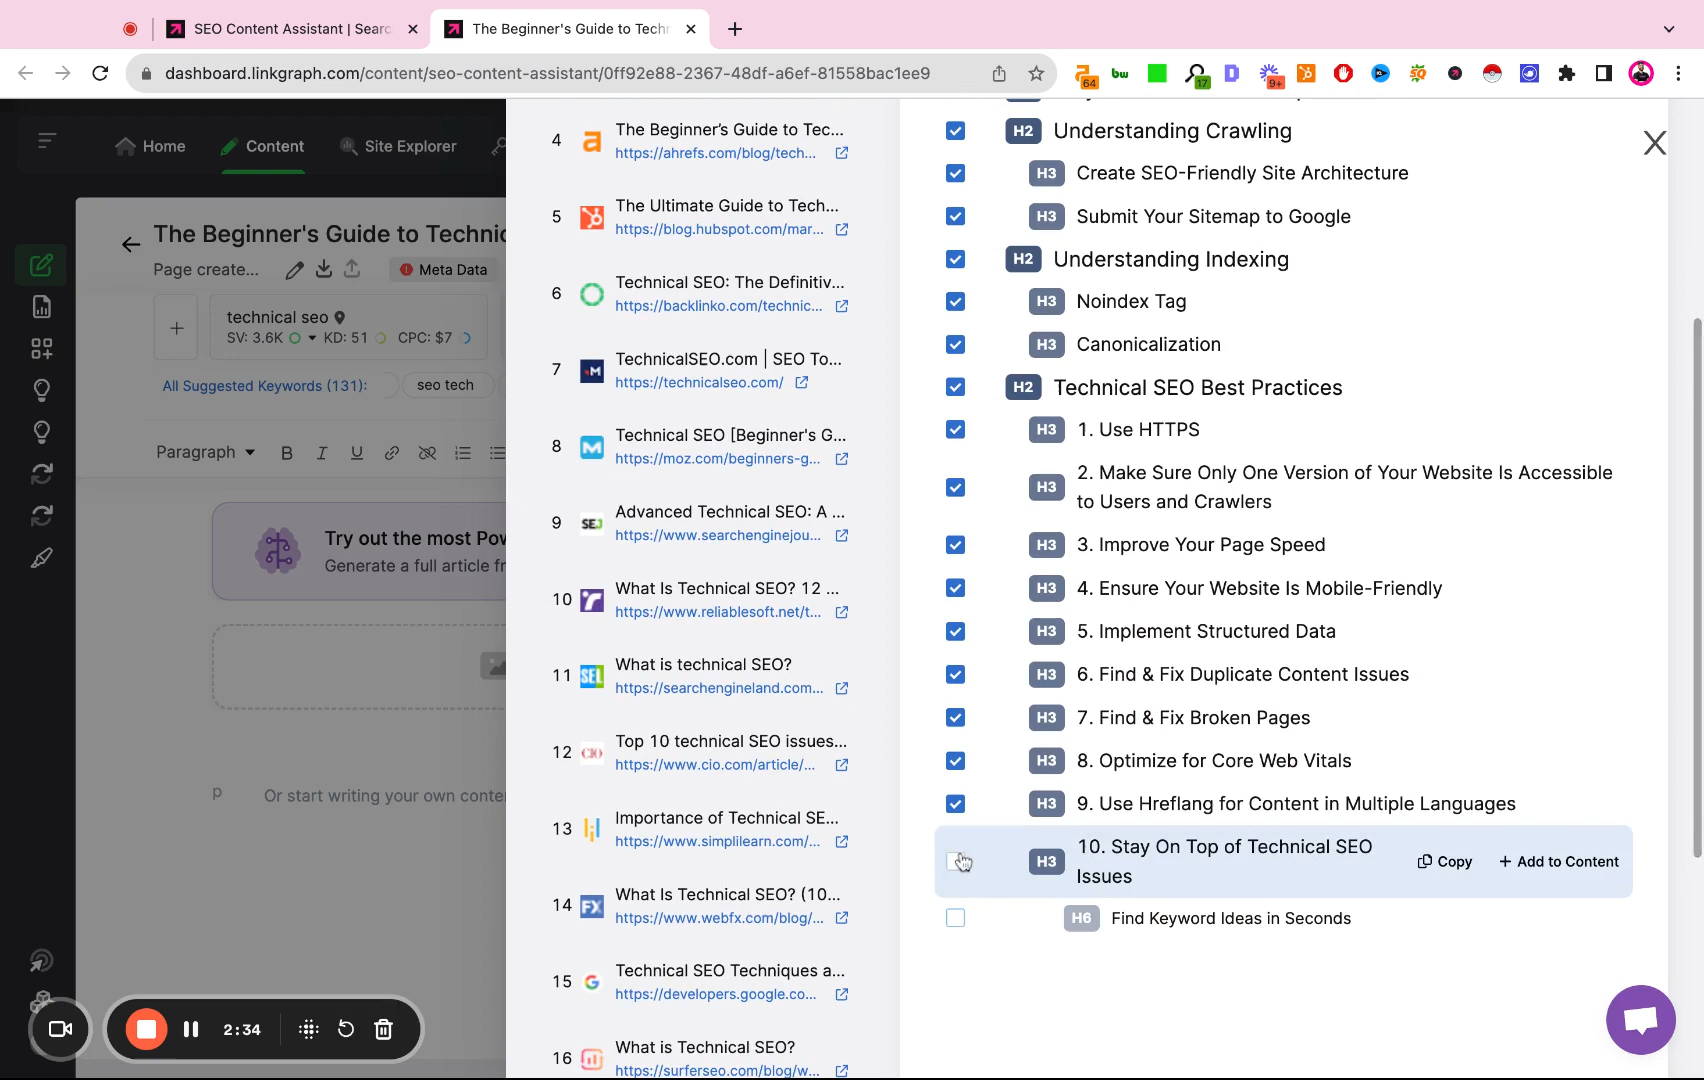 SEO Content Assistant | Searc
The Beginner's Guide to Techn
dashboard.linkgraph.com/content/seo-content-assistant/0ff92e88-2367-48df-a6ef-81558bac1ee9
64
bw
17
D
9+
Home
Content
Site Explorer
The Beginner's Guide to Technic
Page create...
Meta Data
technical seo
SV: 3.6K
KD: 51
CPC: $7
All Suggested Keywords (131):
seo tech
Paragraph
B
I
U
Try out the most Pow
Generate a full article fr
p
Or start writing your own conte
2:34
4
The Beginner's Guide to Tec...
https://ahrefs.com/blog/tech...
5
The Ultimate Guide to Tech...
https://blog.hubspot.com/mar...
6
Technical SEO: The Definitiv...
https://backlinko.com/technic...
7
TechnicalSEO.com | SEO To...
https://technicalseo.com/
8
Technical SEO [Beginner's G...
https://moz.com/beginners-g...
9
SEJ
Advanced Technical SEO: A ...
https://www.searchenginejou...
10
What Is Technical SEO? 12 ...
https://www.reliablesoft.net/t...
11
SEL
What is technical SEO?
https://searchengineland.com...
12
CIO
Top 10 technical SEO issues...
https://www.cio.com/article/...
13
Importance of Technical SE...
https://www.simplilearn.com/...
14
FX
What Is Technical SEO? (10...
https://www.webfx.com/blog/...
15
Technical SEO Techniques a...
https://developers.google.co...
16
What is Technical SEO?
https://surferseo.com/blog/w...
H2 Understanding Crawling
H3 Create SEO-Friendly Site Architecture
H3 Submit Your Sitemap to Google
H2 Understanding Indexing
H3 Noindex Tag
H3 Canonicalization
H2 Technical SEO Best Practices
H3 1. Use HTTPS
H3 2. Make Sure Only One Version of Your Website Is Accessible
to Users and Crawlers
H3 3. Improve Your Page Speed
H3 4. Ensure Your Website Is Mobile-Friendly
H3 5. Implement Structured Data
H3 6. Find & Fix Duplicate Content Issues
H3 7. Find & Fix Broken Pages
H3 8. Optimize for Core Web Vitals
H3 9. Use Hreflang for Content in Multiple Languages
H3 10. Stay On Top of Technical SEO
Issues
Copy
+ Add to Content
H6 Find Keyword Ideas in Seconds